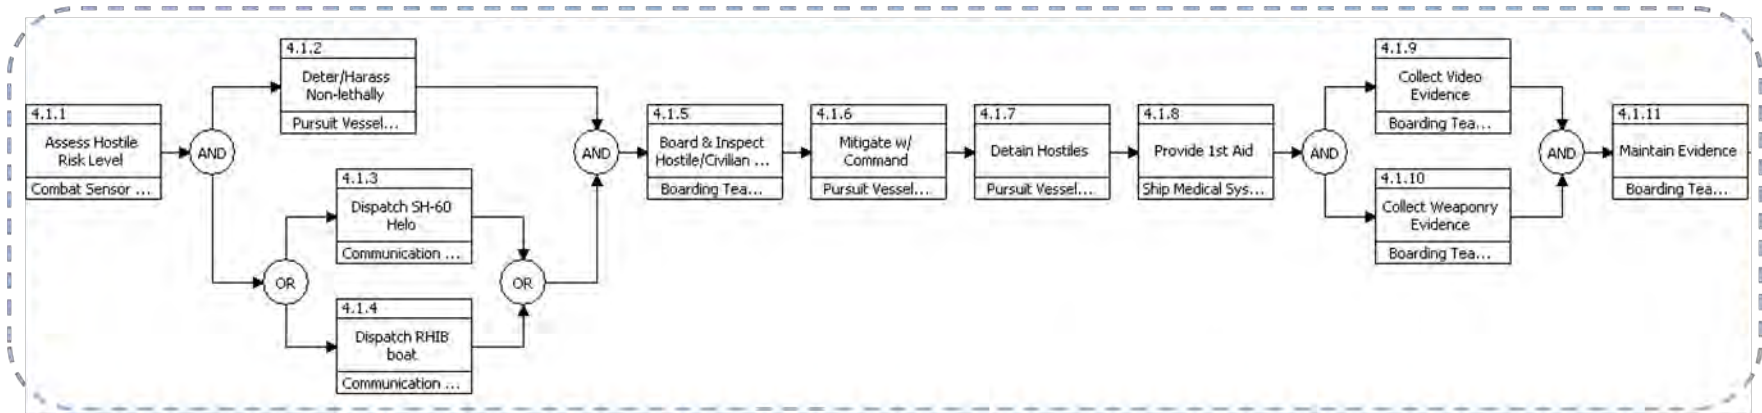 4.1.1
Assess Hostile
Risk Level
Combat Sensor ...
AND
4.1.2
Deter/Harass
Non-lethally
Pursuit Vessel...
OR
4.1.3
Dispatch SH-60
Helo
Communication ...
4.1.4
Dispatch RHIB
boat
Communication ...
OR
AND
4.1.5
Board & Inspect
Hostile/Civilian ...
Boarding Tea...
4.1.6
Mitigate w/
Command
Pursuit Vessel...
4.1.7
Detain Hostiles
Pursuit Vessel...
4.1.8
Provide 1st Aid
Ship Medical Sys...
AND
4.1.9
Collect Video
Evidence
Boarding Tea...
4.1.10
Collect Weaponry
Evidence
Boarding Tea...
AND
4.1.11
Maintain Evidence
Boarding Tea...